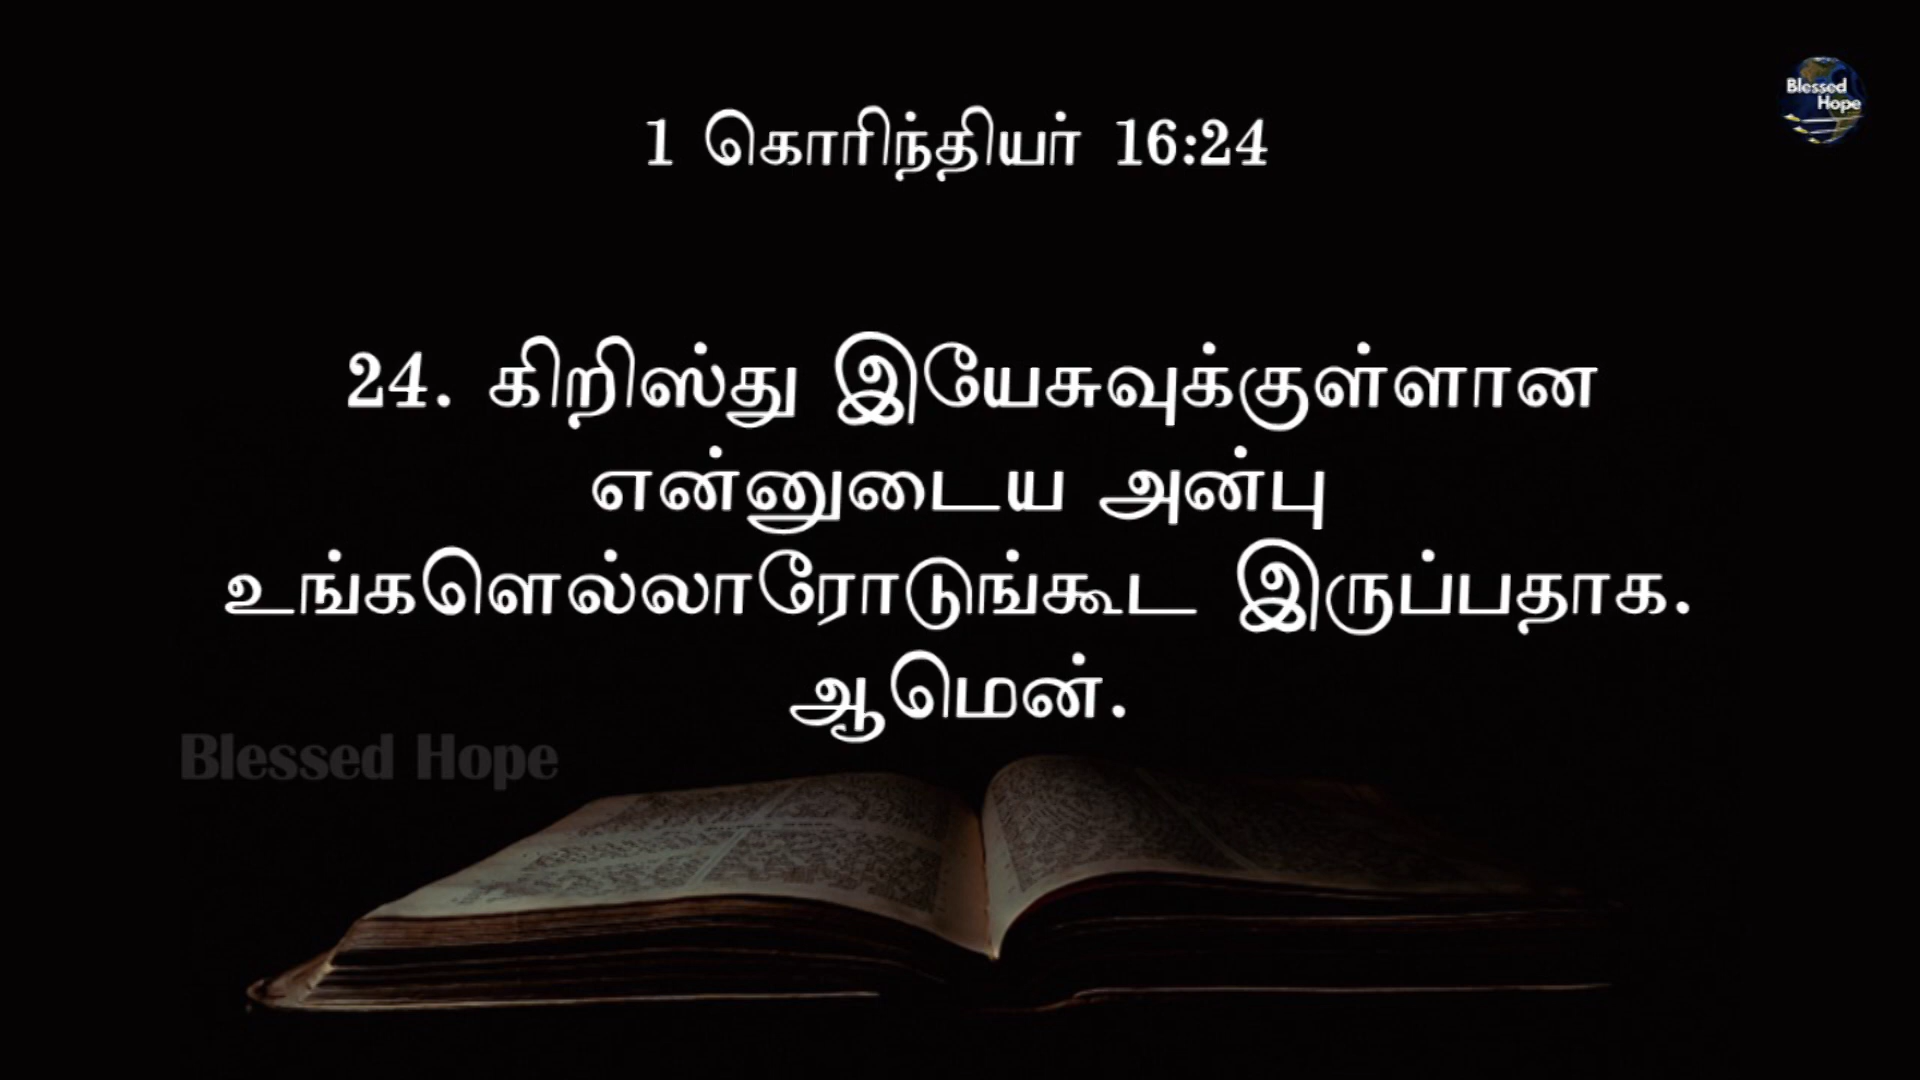 1 கொரிந்தியர் 16:24
Blessed
Hope
24. கிறிஸ்து இயேசுவுக்குள்ளான
என்னுடைய அன்பு
உங்களெல்லாரோடுங்கூட இருப்பதாக.
ஆமென்.
Blessed Hope